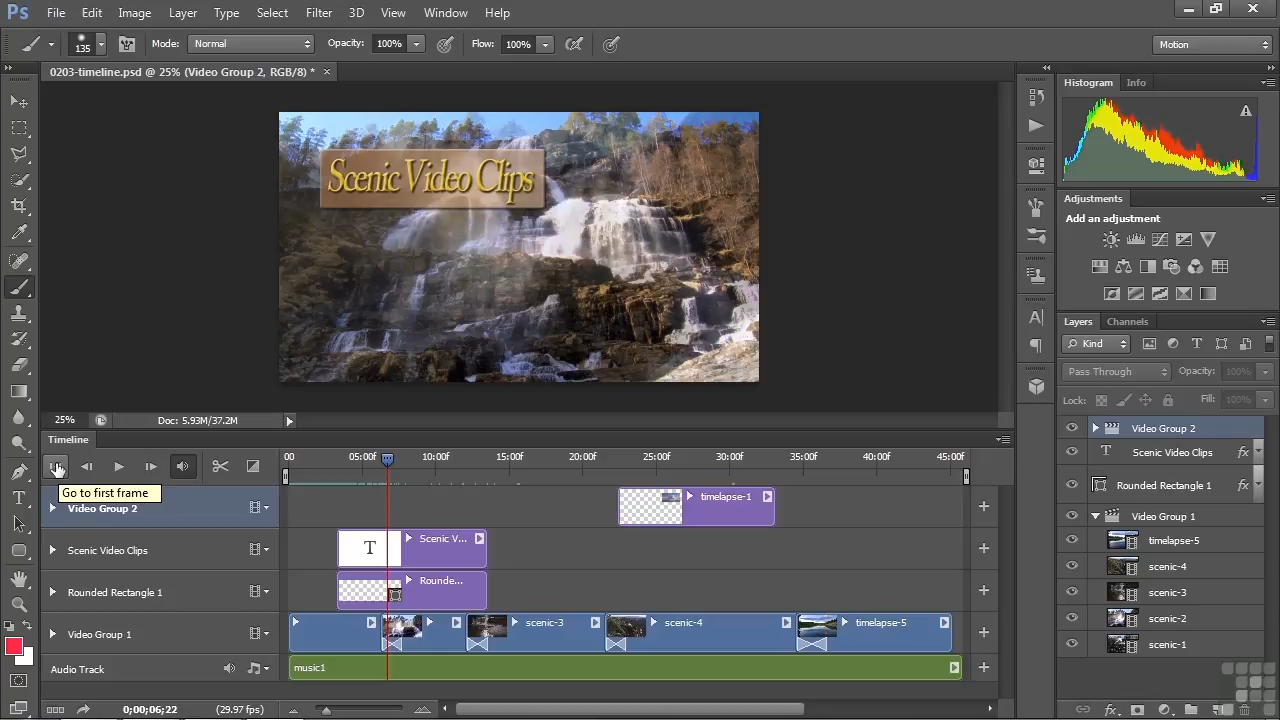 Ps File Edit Image Layer Type Select Filter 3D View Window Help
135 Mode: Normal Opacity: 100% Flow: 100% Motion
0203-timeline.psd @ 25% (Video Group 2, RGB/8) * ×
Histogram Info
Scenic Video Clips
Adjustments
Add an adjustment
Layers Channels
Kind
Pass Through Opacity: 100%
Lock: Fill: 100%
Video Group 2
T Scenic Video Clips fx
Rounded Rectangle 1 fx
Video Group 1
timelapse-5
scenic-4
scenic-3
scenic-2
scenic-1
25% Doc: 5.93M/37.2M
Timeline
00 05:00f 10:00f 15:00f 20:00f 25:00f 30:00f 35:00f 40:00f 45:00f
Go to first frame
Video Group 2 timelapse-1
Scenic Video Clips T Scenic V...
Rounded Rectangle 1 Rounde...
Video Group 1 scenic-3 scenic-4 timelapse-5
Audio Track music1
0;00;06;22 (29.97 fps)